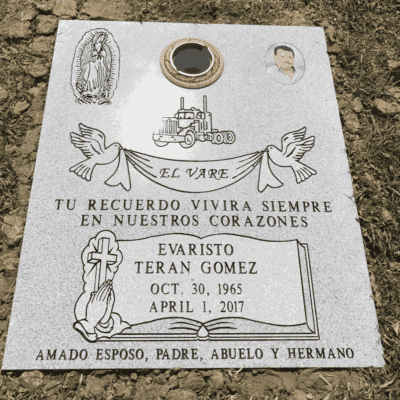 EL VARE
TU RECUERDO VIVIRA SIEMPRE
EN NUESTROS CORAZONES
EVARISTO
TERAN GOMEZ
OCT. 30, 1965
APRIL 1, 2017
AMADO ESPOSO, PADRE, ABUELO Y HERMANO